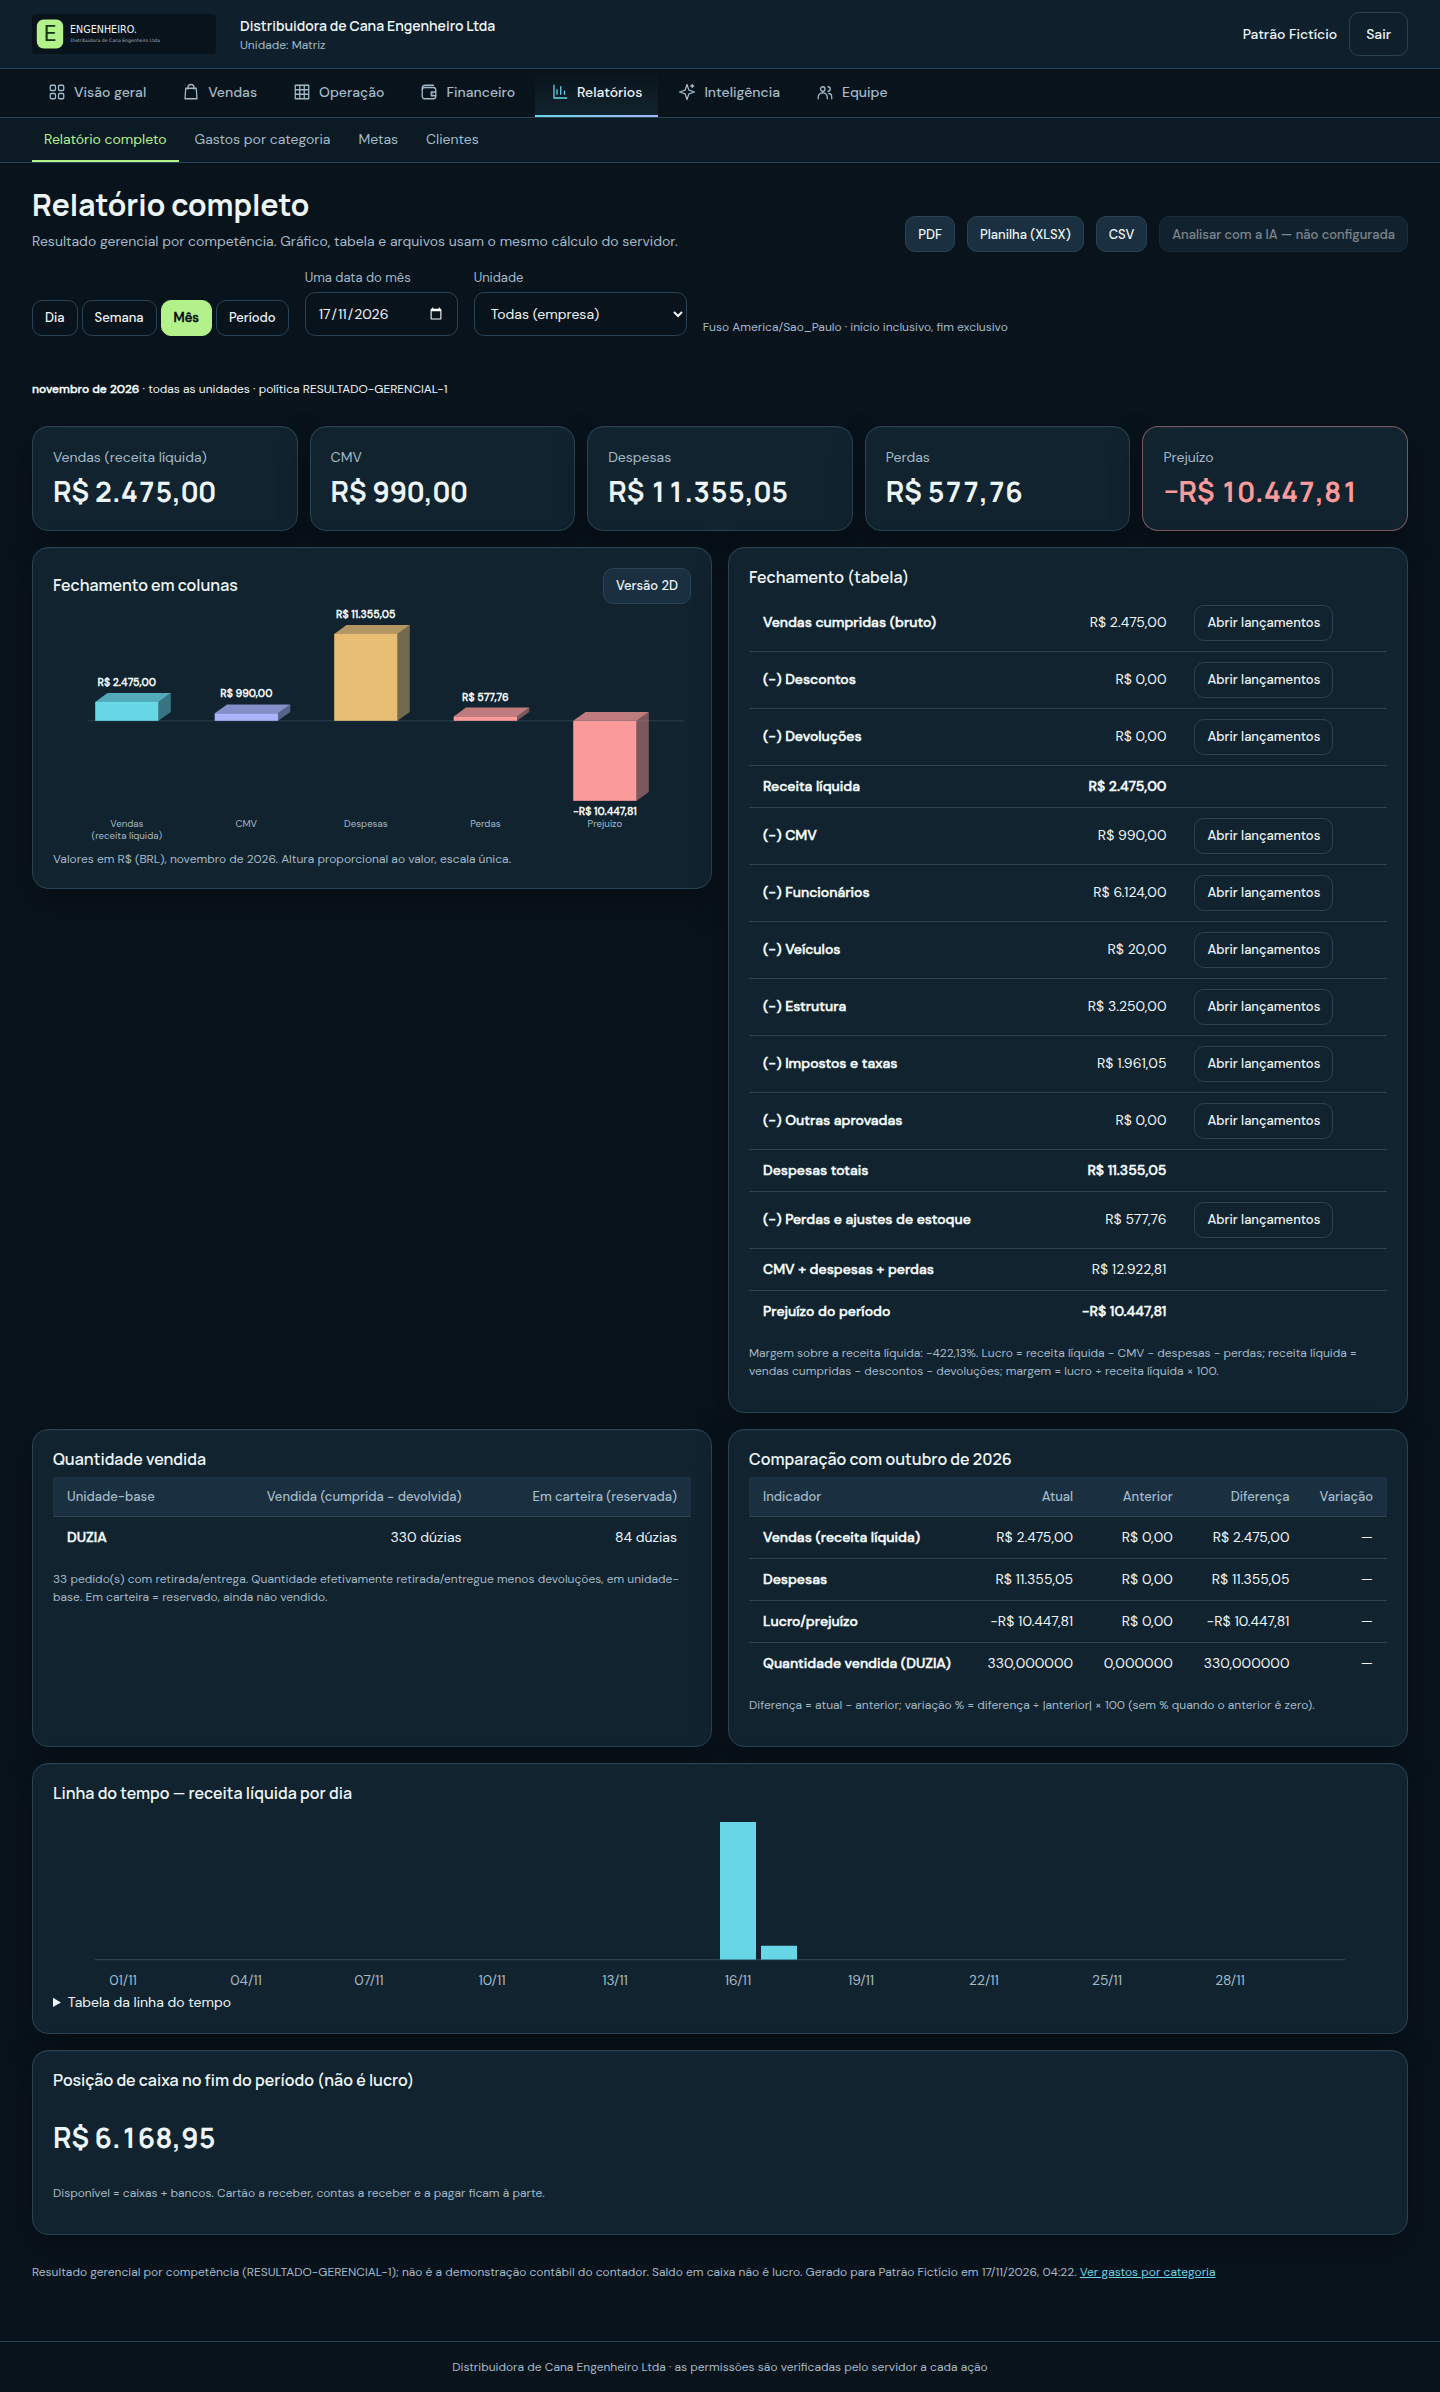 E ENGENHEIRO.
Distribuidora de Cana Engenheiro Ltda
Distribuidora de Cana Engenheiro Ltda
Unidade: Matriz
Patrão Fictício
Sair
Visão geral
Vendas
Operação
Financeiro
Relatórios
Inteligência
Equipe
Relatório completo
Gastos por categoria
Metas
Clientes
Relatório completo
Resultado gerencial por competência. Gráfico, tabela e arquivos usam o mesmo cálculo do servidor.
PDF
Planilha (XLSX)
CSV
Analisar com a IA — não configurada
Dia
Semana
Mês
Período
Uma data do mês
17/11/2026
Unidade
Todas (empresa)
Fuso America/Sao_Paulo · início inclusivo, fim exclusivo
novembro de 2026 · todas as unidades · política RESULTADO-GERENCIAL-1
Vendas (receita líquida)
R$ 2.475,00
CMV
R$ 990,00
Despesas
R$ 11.355,05
Perdas
R$ 577,76
Prejuízo
−R$ 10.447,81
Fechamento em colunas
Versão 2D
R$ 2.475,00
R$ 990,00
R$ 11.355,05
R$ 577,76
−R$ 10.447,81
Vendas
(receita líquida)
CMV
Despesas
Perdas
Prejuízo
Valores em R$ (BRL), novembro de 2026. Altura proporcional ao valor, escala única.
Fechamento (tabela)
Vendas cumpridas (bruto) R$ 2.475,00 Abrir lançamentos
(−) Descontos R$ 0,00 Abrir lançamentos
(−) Devoluções R$ 0,00 Abrir lançamentos
Receita líquida R$ 2.475,00
(−) CMV R$ 990,00 Abrir lançamentos
(−) Funcionários R$ 6.124,00 Abrir lançamentos
(−) Veículos R$ 20,00 Abrir lançamentos
(−) Estrutura R$ 3.250,00 Abrir lançamentos
(−) Impostos e taxas R$ 1.961,05 Abrir lançamentos
(−) Outras aprovadas R$ 0,00 Abrir lançamentos
Despesas totais R$ 11.355,05
(−) Perdas e ajustes de estoque R$ 577,76 Abrir lançamentos
CMV + despesas + perdas R$ 12.922,81
Prejuízo do período −R$ 10.447,81
Margem sobre a receita líquida: −422,13%. Lucro = receita líquida − CMV − despesas − perdas; receita líquida =
vendas cumpridas − descontos − devoluções; margem = lucro ÷ receita líquida × 100.
Quantidade vendida
Unidade-base Vendida (cumprida − devolvida) Em carteira (reservada)
DUZIA 330 dúzias 84 dúzias
33 pedido(s) com retirada/entrega. Quantidade efetivamente retirada/entregue menos devoluções, em unidade-
base. Em carteira = reservado, ainda não vendido.
Comparação com outubro de 2026
Indicador Atual Anterior Diferença Variação
Vendas (receita líquida) R$ 2.475,00 R$ 0,00 R$ 2.475,00 —
Despesas R$ 11.355,05 R$ 0,00 R$ 11.355,05 —
Lucro/prejuízo −R$ 10.447,81 R$ 0,00 −R$ 10.447,81 —
Quantidade vendida (DUZIA) 330,000000 0,000000 330,000000 —
Diferença = atual − anterior; variação % = diferença ÷ |anterior| × 100 (sem % quando o anterior é zero).
Linha do tempo — receita líquida por dia
01/11 04/11 07/11 10/11 13/11 16/11 19/11 22/11 25/11 28/11
▶ Tabela da linha do tempo
Posição de caixa no fim do período (não é lucro)
R$ 6.168,95
Disponível = caixas + bancos. Cartão a receber, contas a receber e a pagar ficam à parte.
Resultado gerencial por competência (RESULTADO-GERENCIAL-1); não é a demonstração contábil do contador. Saldo em caixa não é lucro. Gerado para Patrão Fictício em 17/11/2026, 04:22. Ver gastos por categoria
Distribuidora de Cana Engenheiro Ltda · as permissões são verificadas pelo servidor a cada ação